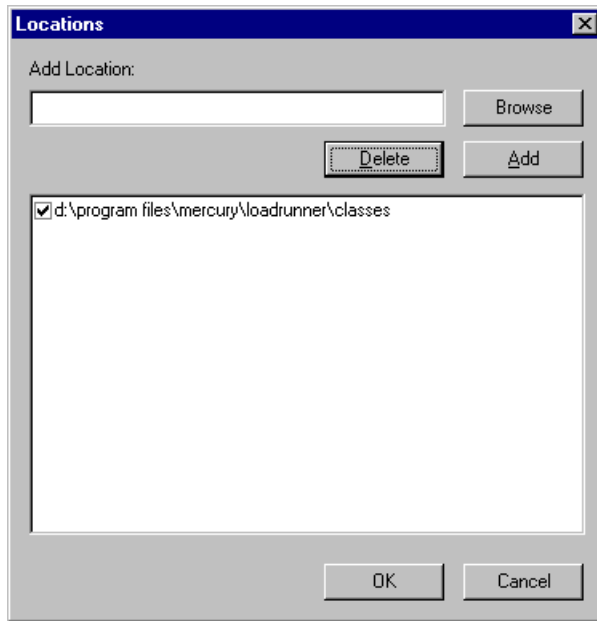 Locations
Add Location:
Browse
Delete
Add
d:\program files\mercury\loadrunner\classes
OK
Cancel